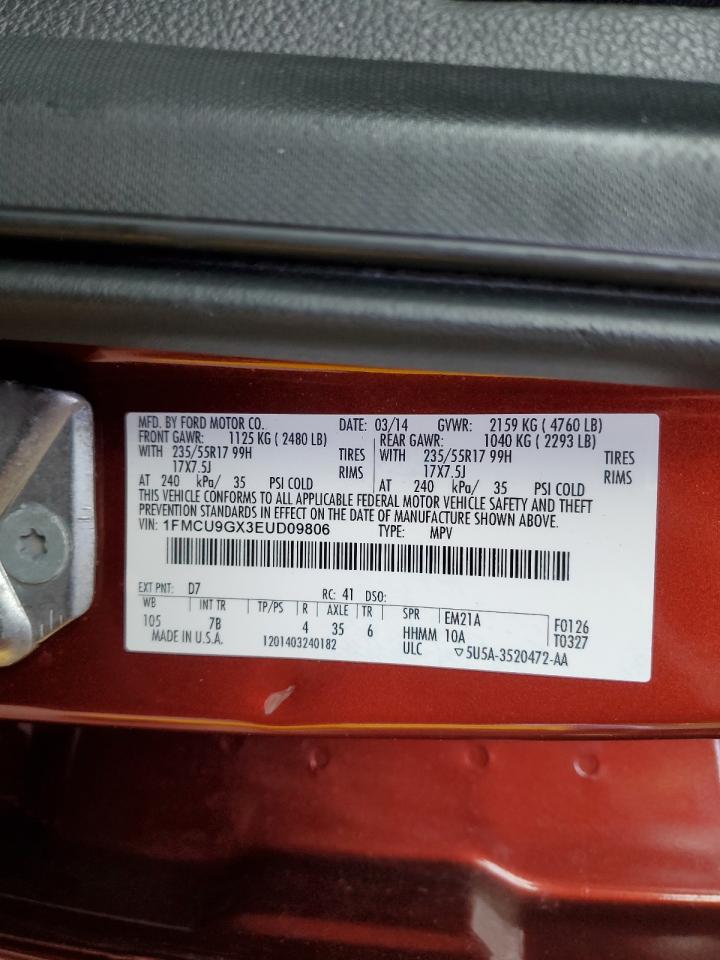 MFD. BY FORD MOTOR CO. DATE: 03/14 GVWR: 2159 KG ( 4760 LB)
FRONT GAWR: 1125 KG ( 2480 LB) REAR GAWR: 1040 KG ( 2293 LB)
WITH 235/55R17 99H TIRES WITH 235/55R17 99H TIRES
17X7.5J RIMS 17X7.5J RIMS
AT 240 kPa/ 35 PSI COLD AT 240 kPa/ 35 PSI COLD
THIS VEHICLE CONFORMS TO ALL APPLICABLE FEDERAL MOTOR VEHICLE SAFETY AND THEFT
PREVENTION STANDARDS IN EFFECT ON THE DATE OF MANUFACTURE SHOWN ABOVE.
VIN: 1FMCU9GX3EUD09806 TYPE: MPV
EXT PNT: D7 RC: 41 DSO:
WB INT TR TP/PS R AXLE TR SPR EM21A F0126
105 7B 4 35 6 HHMM 10A T0327
MADE IN U.S.A. 1201403240182 ULC ▽5U5A-3520472-AA